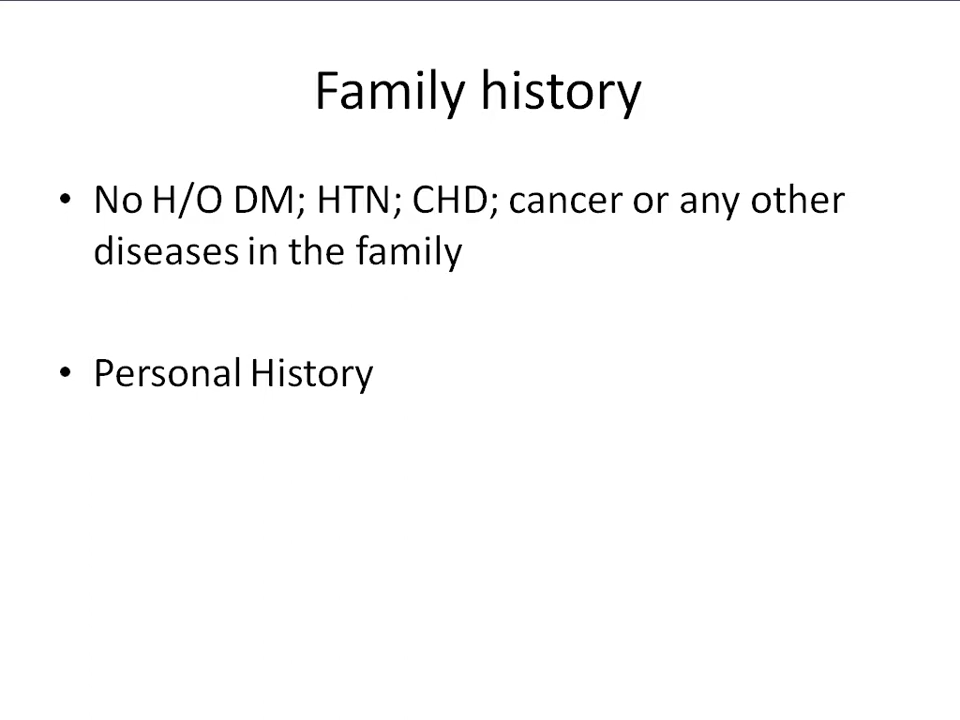 Family history
• No H/O DM; HTN; CHD; cancer or any other
diseases in the family
• Personal History